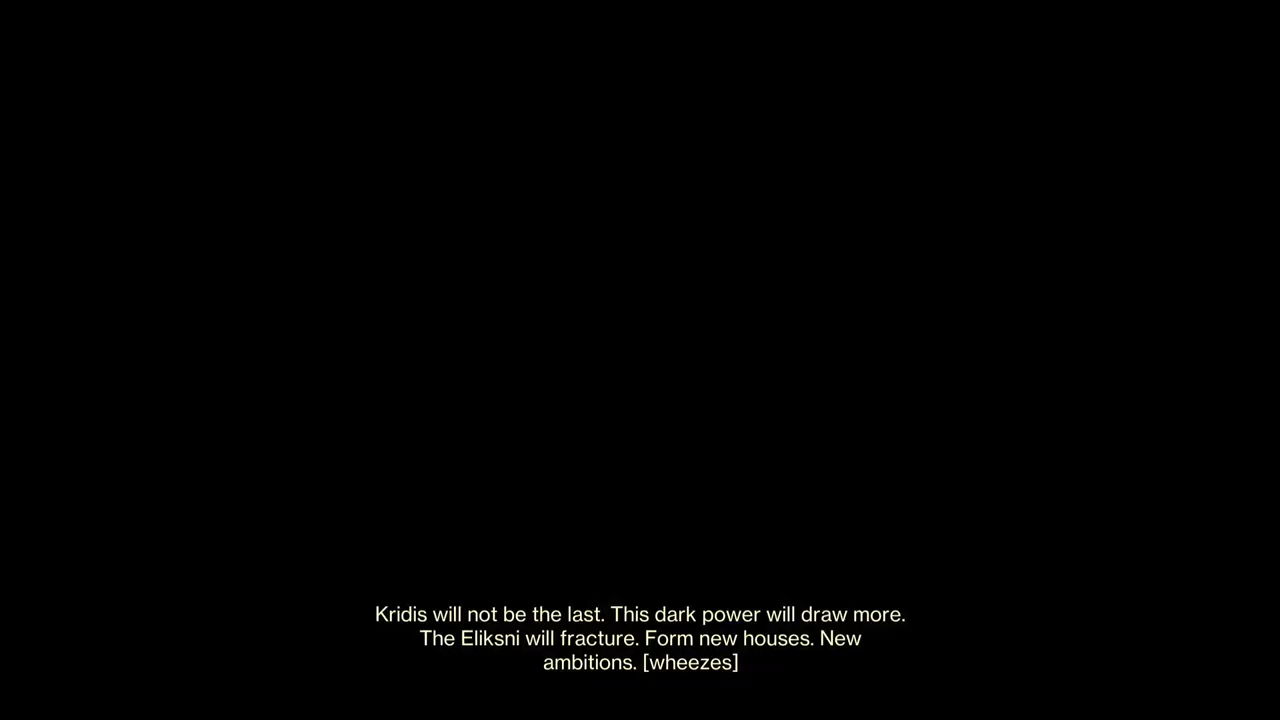 Kridis will not be the last. This dark power will draw more.
The Eliksni will fracture. Form new houses. New
ambitions. [wheezes]